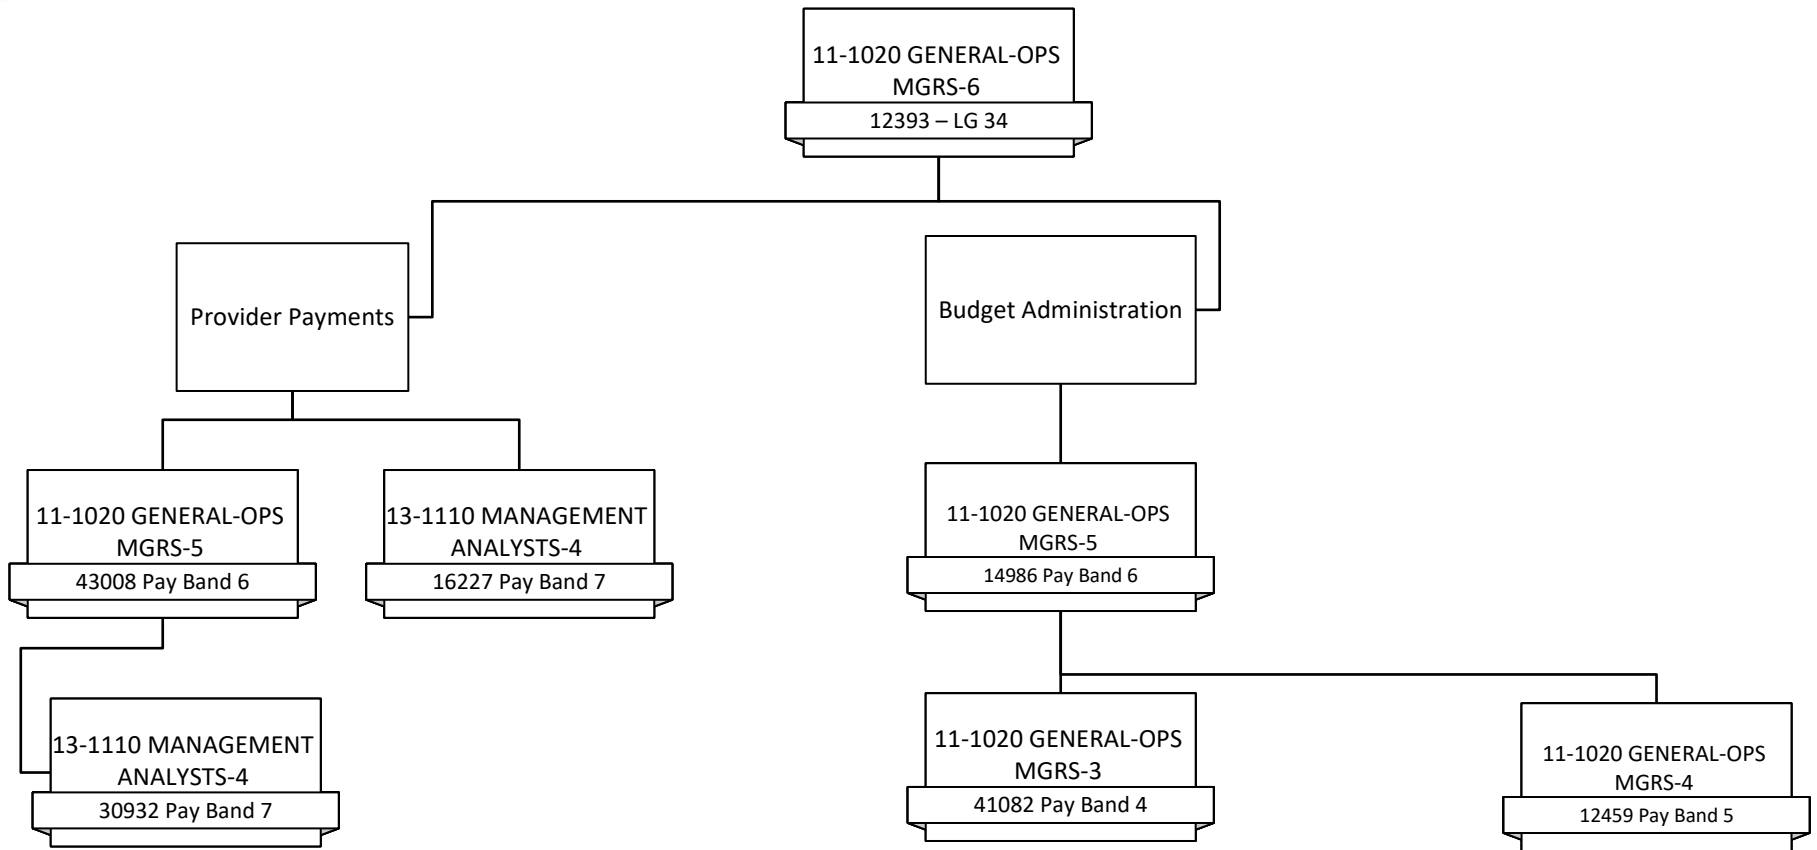 11-1020 GENERAL-OPS
MGRS-6
12393 – LG 34
Provider Payments
Budget Administration
11-1020 GENERAL-OPS
MGRS-5
43008 Pay Band 6
13-1110 MANAGEMENT
ANALYSTS-4
16227 Pay Band 7
11-1020 GENERAL-OPS
MGRS-5
14986 Pay Band 6
13-1110 MANAGEMENT
ANALYSTS-4
30932 Pay Band 7
11-1020 GENERAL-OPS
MGRS-3
41082 Pay Band 4
11-1020 GENERAL-OPS
MGRS-4
12459 Pay Band 5